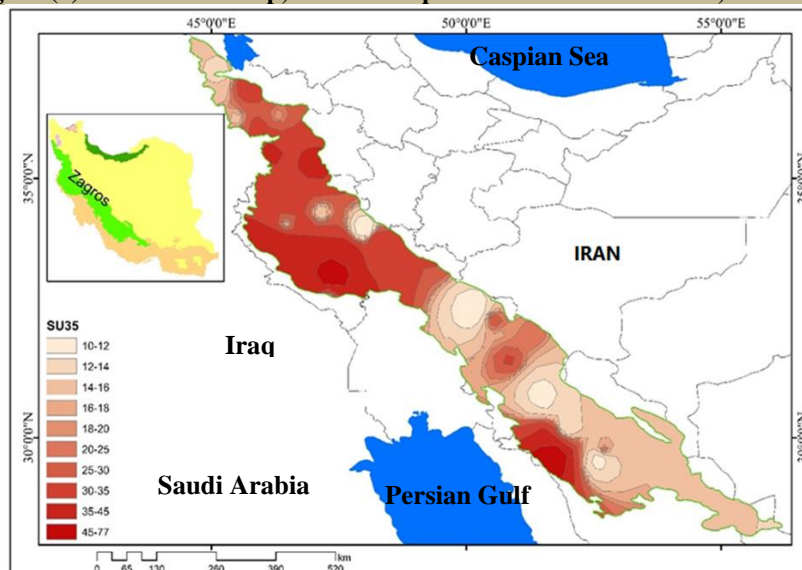 45°0'0"E 50°0'0"E 55°0'0"E
Caspian Sea
Zagros
35°0'0"N
IRAN
SU35
10-12
12-14
14-16
16-18
18-20
20-25
25-30
30-35
35-45
45-77
Iraq
30°0'0"N
Saudi Arabia
Persian Gulf
0 65 130 260 390 520
km